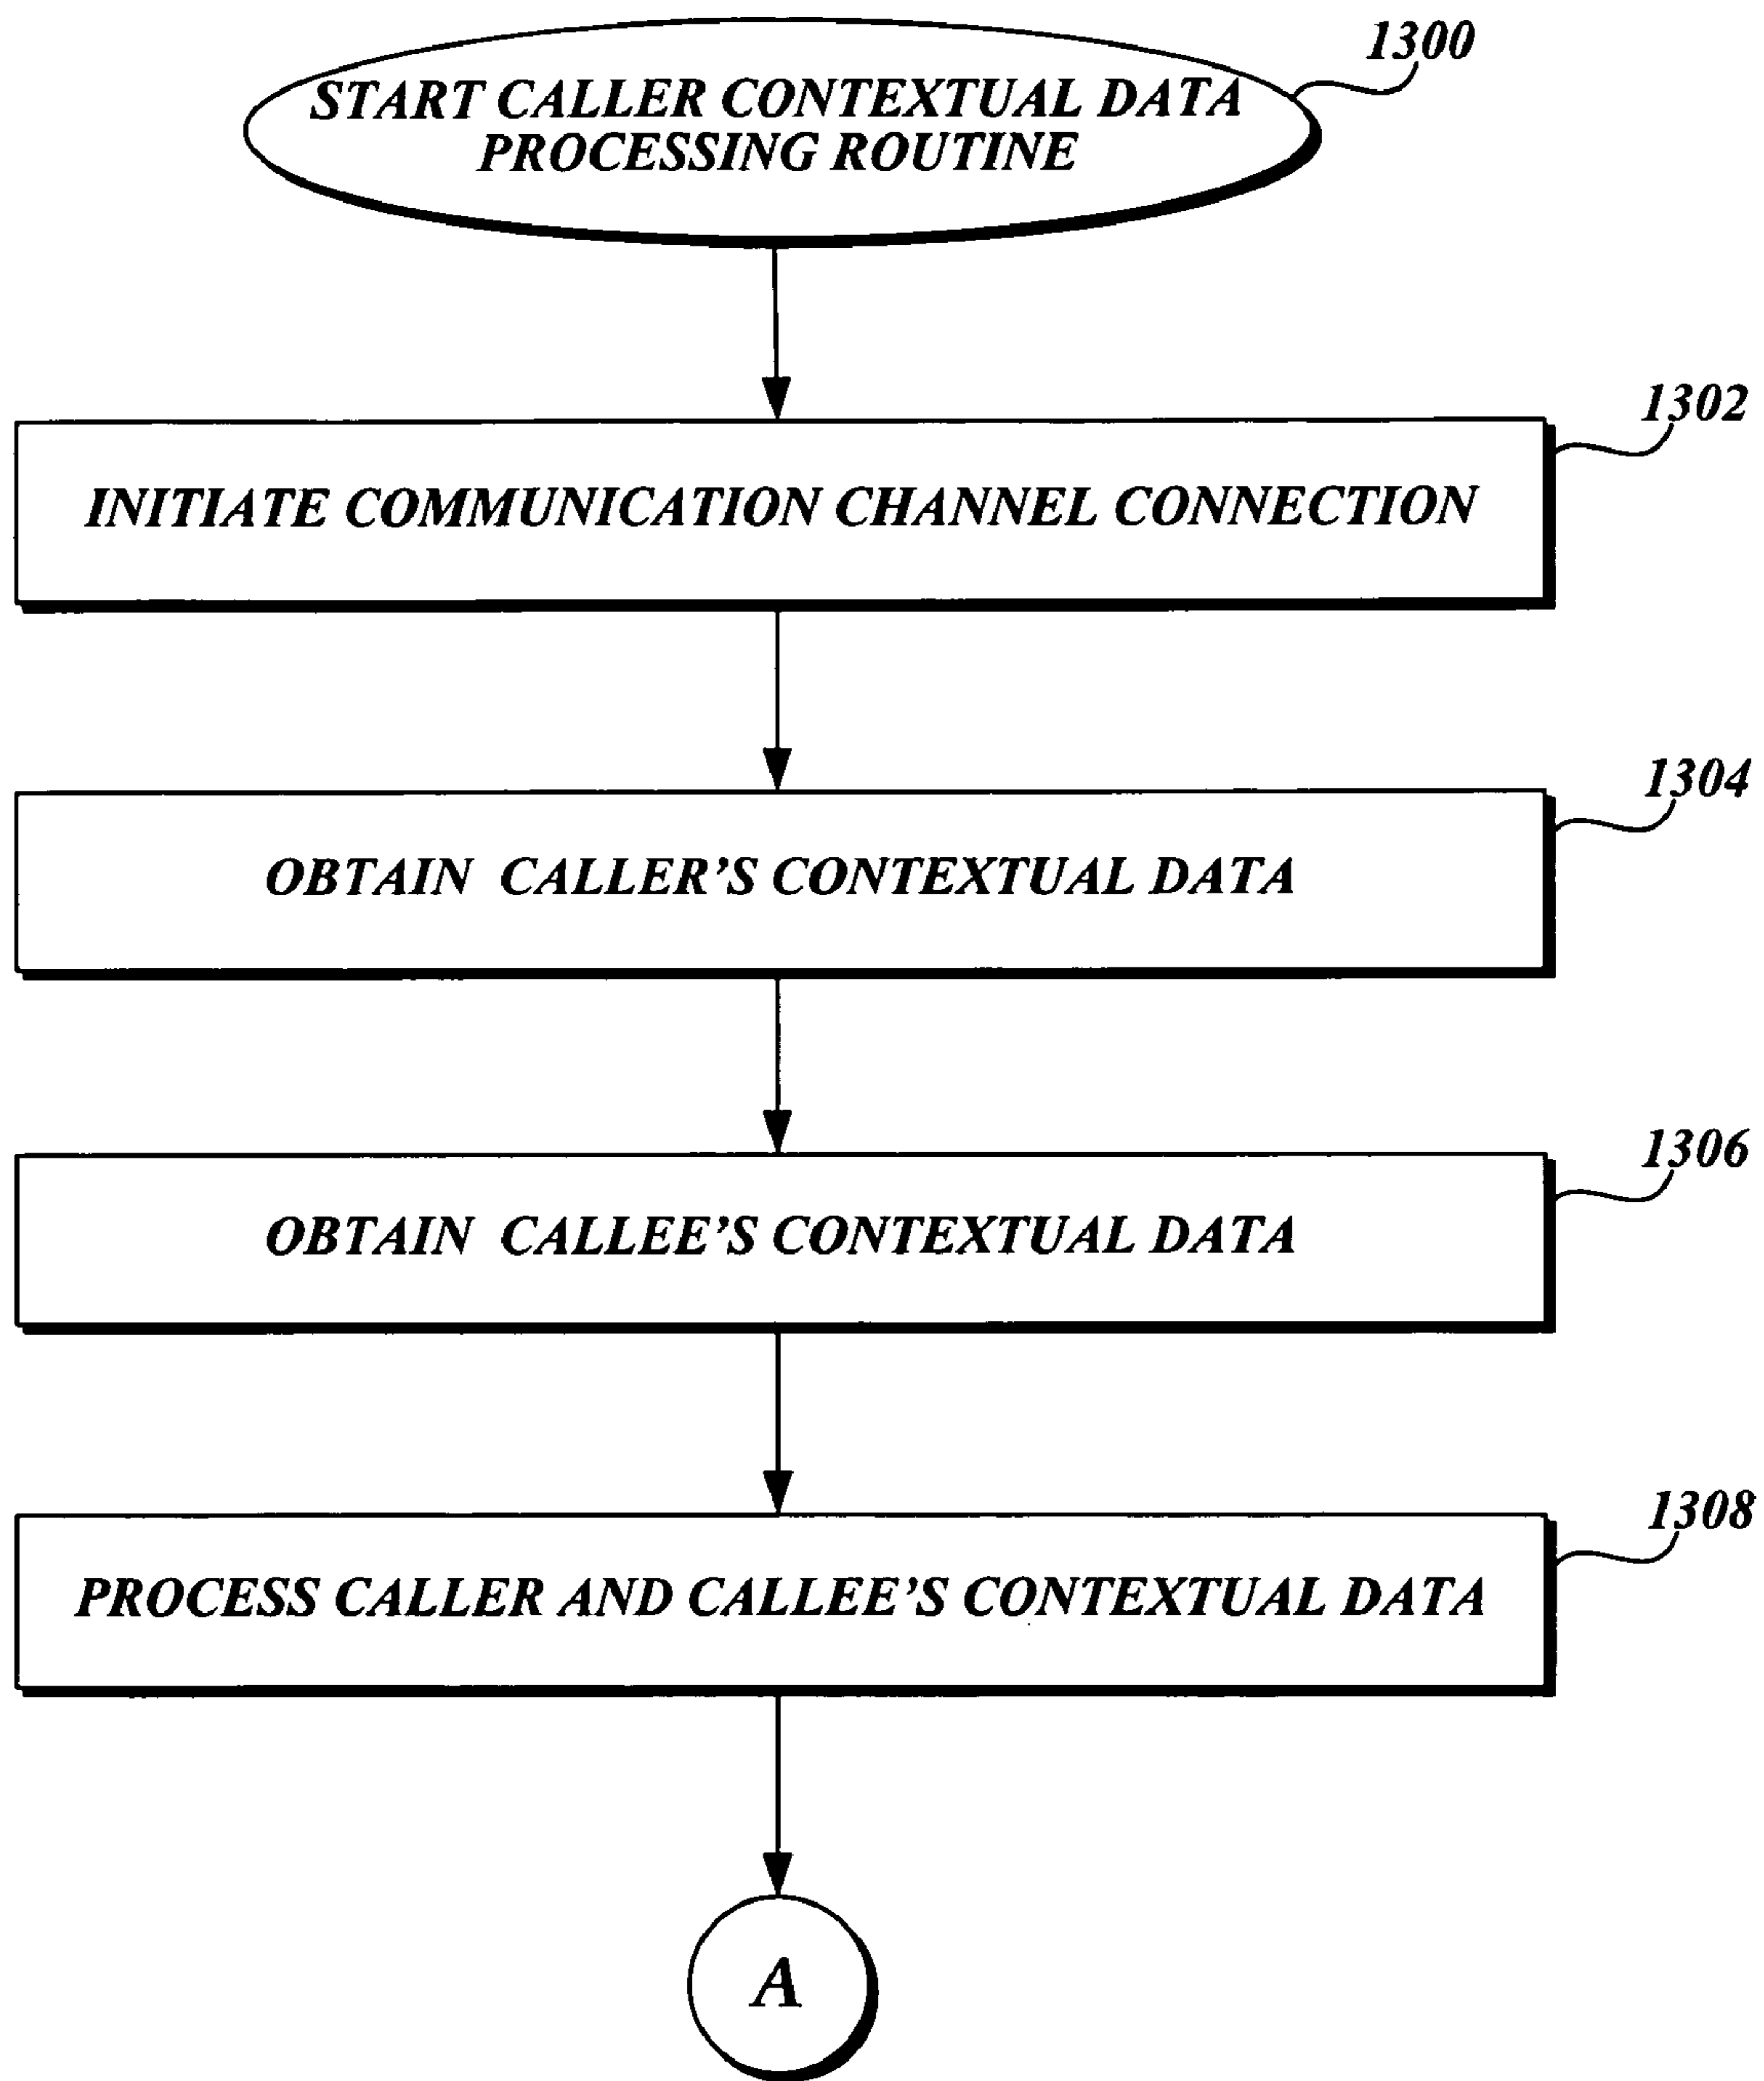 1300
START CALLER CONTEXTUAL DATA
PROCESSING ROUTINE
1302
INITIATE COMMUNICATION CHANNEL CONNECTION
1304
OBTAIN CALLER'S CONTEXTUAL DATA
1306
OBTAIN CALLEE'S CONTEXTUAL DATA
1308
PROCESS CALLER AND CALLEE'S CONTEXTUAL DATA
A